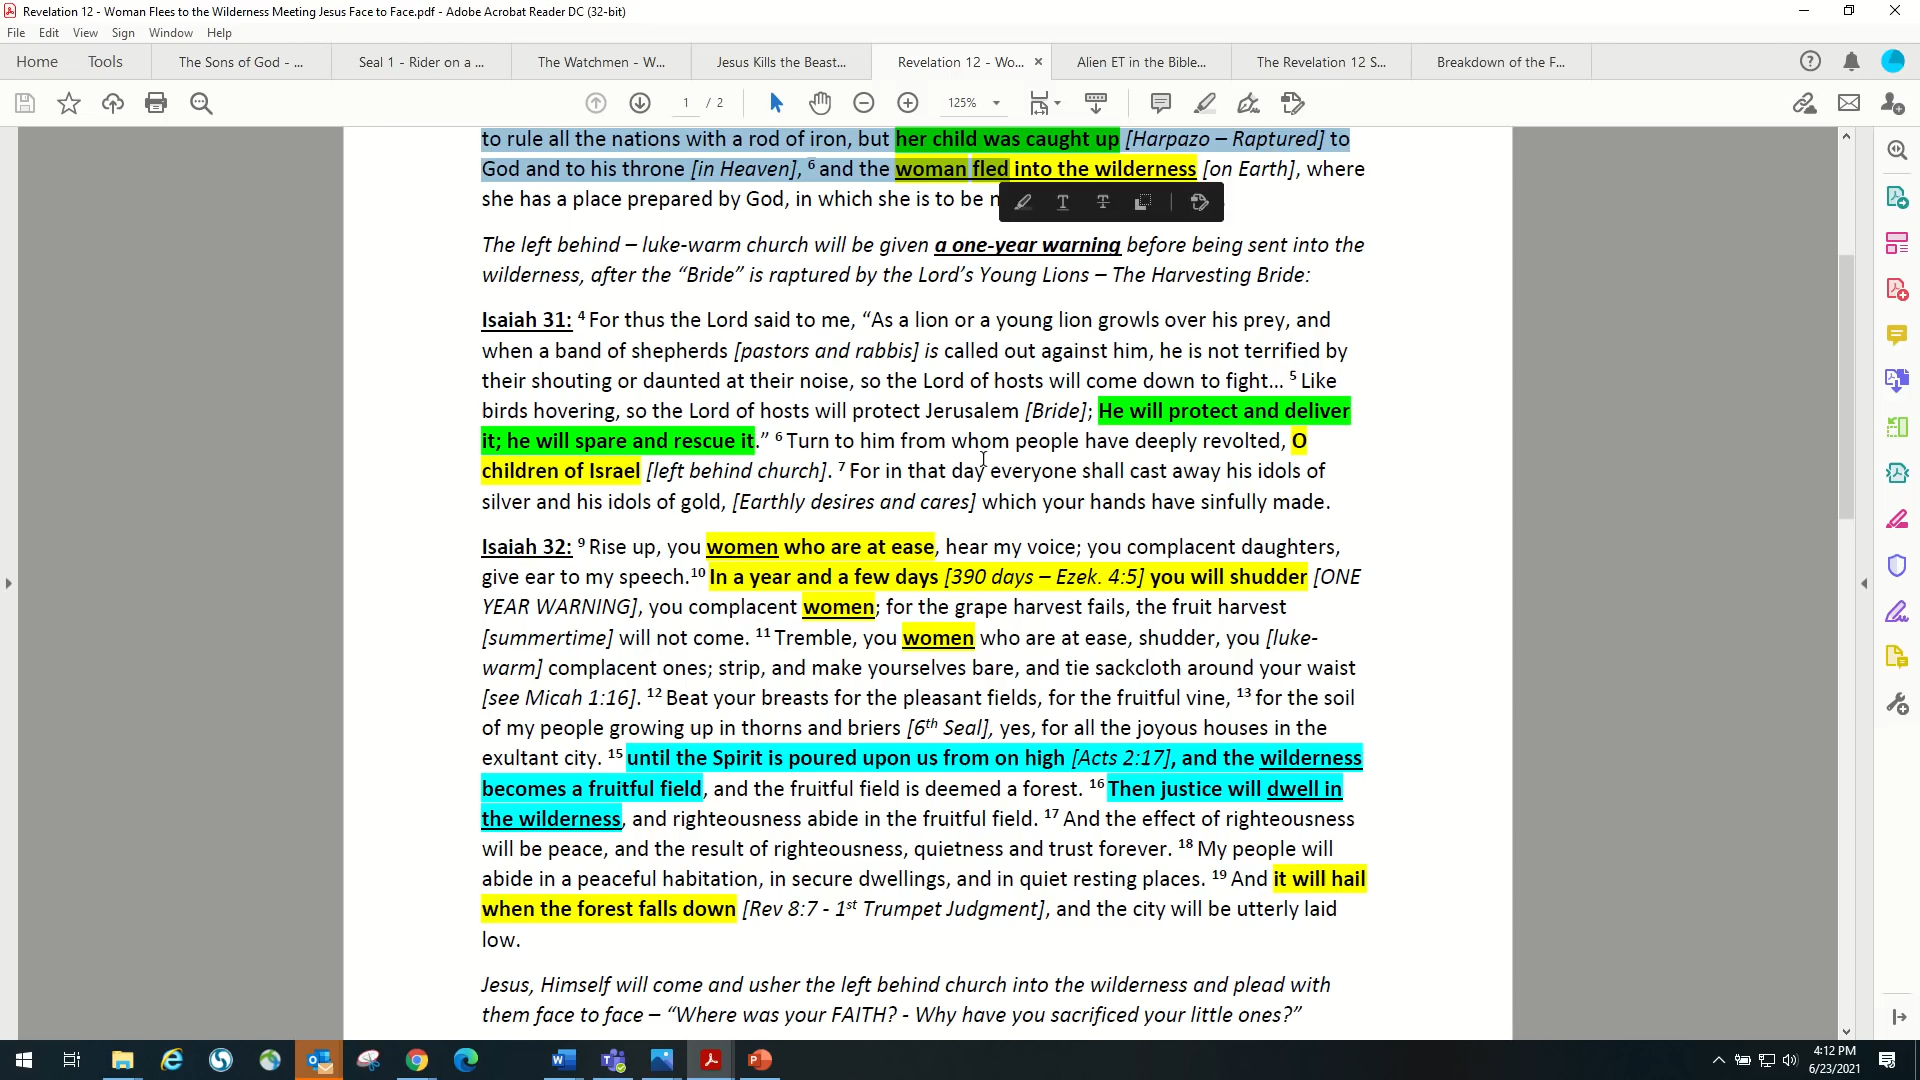 Revelation 12 - Woman Flees to the Wilderness Meeting Jesus Face to Face.pdf - Adobe Acrobat Reader DC (32-bit)
File Edit View Sign Window Help
Home Tools The Sons of God - ... Seal 1 - Rider on a ... The Watchmen - W... Jesus Kills the Beast... Revelation 12 - Wo... Alien ET in the Bible... The Revelation 12 S... Breakdown of the F...
1 / 2 125%
to rule all the nations with a rod of iron, but her child was caught up [Harpazo – Raptured] to
God and to his throne [in Heaven], 6 and the woman fled into the wilderness [on Earth], where
she has a place prepared by God, in which she is to be
The left behind – luke-warm church will be given a one-year warning before being sent into the
wilderness, after the “Bride” is raptured by the Lord’s Young Lions – The Harvesting Bride:
Isaiah 31: 4 For thus the Lord said to me, “As a lion or a young lion growls over his prey, and
when a band of shepherds [pastors and rabbis] is called out against him, he is not terrified by
their shouting or daunted at their noise, so the Lord of hosts will come down to fight… 5 Like
birds hovering, so the Lord of hosts will protect Jerusalem [Bride]; He will protect and deliver
it; he will spare and rescue it.” 6 Turn to him from whom people have deeply revolted, O
children of Israel [left behind church]. 7 For in that day everyone shall cast away his idols of
silver and his idols of gold, [Earthly desires and cares] which your hands have sinfully made.
Isaiah 32: 9 Rise up, you women who are at ease, hear my voice; you complacent daughters,
give ear to my speech.10 In a year and a few days [390 days – Ezek. 4:5] you will shudder [ONE
YEAR WARNING], you complacent women; for the grape harvest fails, the fruit harvest
[summertime] will not come. 11 Tremble, you women who are at ease, shudder, you [luke-
warm] complacent ones; strip, and make yourselves bare, and tie sackcloth around your waist
[see Micah 1:16]. 12 Beat your breasts for the pleasant fields, for the fruitful vine, 13 for the soil
of my people growing up in thorns and briers [6th Seal], yes, for all the joyous houses in the
exultant city. 15 until the Spirit is poured upon us from on high [Acts 2:17], and the wilderness
becomes a fruitful field, and the fruitful field is deemed a forest. 16 Then justice will dwell in
the wilderness, and righteousness abide in the fruitful field. 17 And the effect of righteousness
will be peace, and the result of righteousness, quietness and trust forever. 18 My people will
abide in a peaceful habitation, in secure dwellings, and in quiet resting places. 19 And it will hail
when the forest falls down [Rev 8:7 - 1st Trumpet Judgment], and the city will be utterly laid
low.
Jesus, Himself will come and usher the left behind church into the wilderness and plead with
them face to face – “Where was your FAITH? - Why have you sacrificed your little ones?”
4:12 PM
6/23/2021